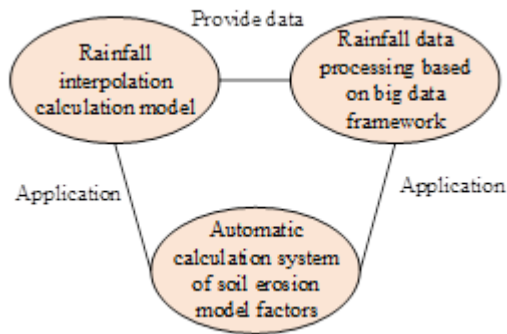 Provide data
Rainfall
interpolation
calculation model
Rainfall data
processing based
on big data
framework
Application
Application
Automatic
calculation system
of soil erosion
model factors